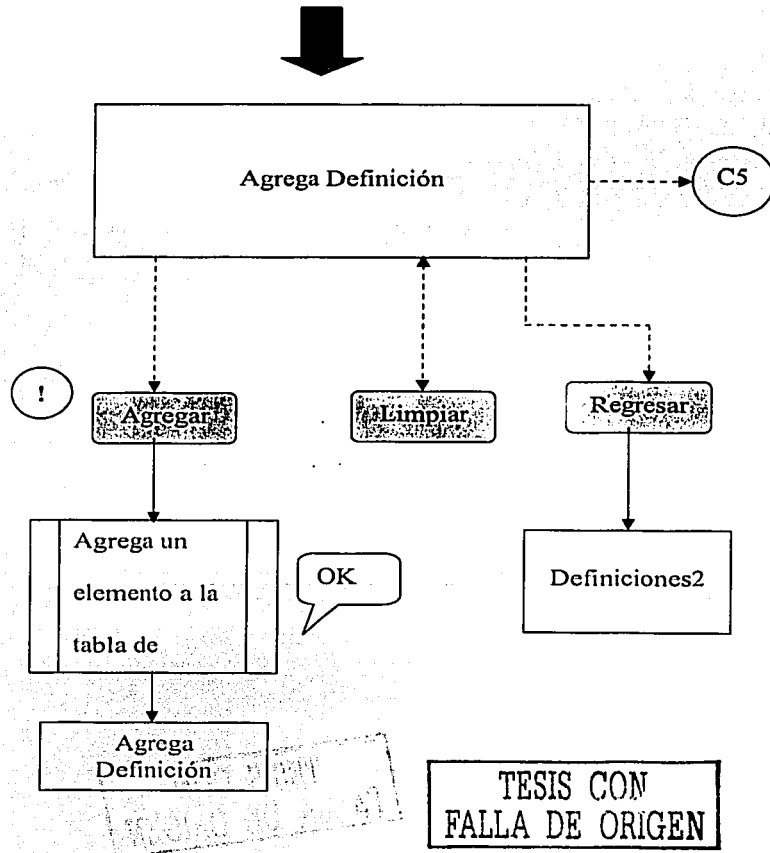 Agrega Definición
C5
!
Agregar
Limpiar
Regresar
Agrega un
elemento a la
tabla de
OK
Definiciones2
Agrega
Definición
TESIS CON
FALLA DE ORIGEN